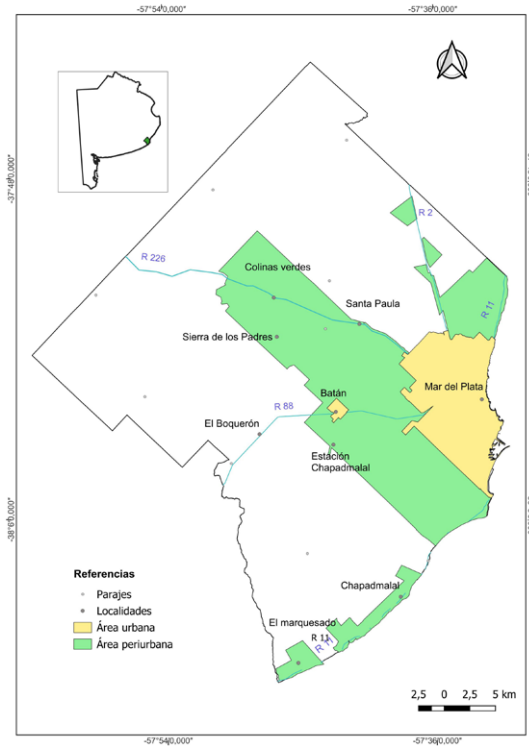 -57°54'0,000"
-57°36'0,000"
-37°48'0,000"
R 2
R 226
Colinas verdes
R 11
Santa Paula
Sierra de los Padres
Mar del Plata
Batán
R 88
El Boquerón
Estación
Chapadmalal
-38°6'0,000"
Referencias
Parajes
Localidades
Área urbana
Área periurbana
Chapadmalal
El marquesado
R 11
R 11
2,5 0 2,5 5 km
-57°54'0,000"
-57°36'0,000"